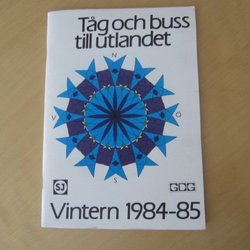 Tåg och buss
till utlandet
N
V
O
S
SJ
GDG
Vintern 1984-85